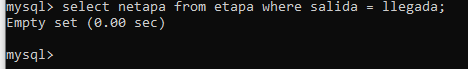 mysql> select netapa from etapa where salida = llegada;
Empty set (0.00 sec)
mysql>